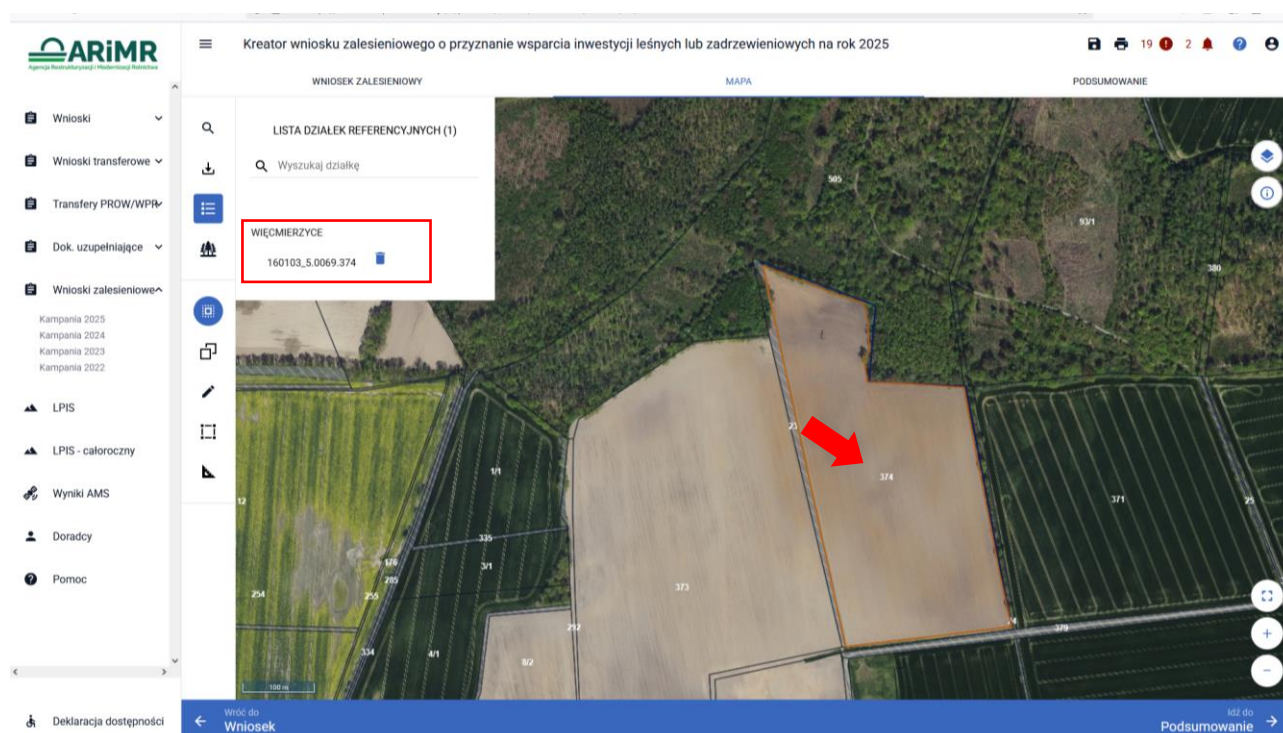 ARiMR
Agencja Restrukturyzacji i Modernizacji Rolnictwa
Kreator wniosku zalesieniowego o przyznanie wsparcia inwestycji leśnych lub zadrzewieniowych na rok 2025
19
2
WNIOSEK ZALESIENIOWY
MAPA
PODSUMOWANIE
Wnioski
Wnioski transferowe
Transfery PROW/WPR
Dok. uzupełniające
Wnioski zalesieniowe
Kampania 2025
Kampania 2024
Kampania 2023
Kampania 2022
LPIS
LPIS - całoroczny
Wyniki AMS
Doradcy
Pomoc
Deklaracja dostępności
LISTA DZIAŁEK REFERENCYJNYCH (1)
Wyszukaj działkę
WIĘCMIERZYCE
160103_5.0069.374
505
93/1
380
374
371
25
1/1
12
335
3/1
176
285
255
254
373
252
379
334
4/1
8/2
100 m
Wróć do
Wniosek
Idź do
Podsumowanie